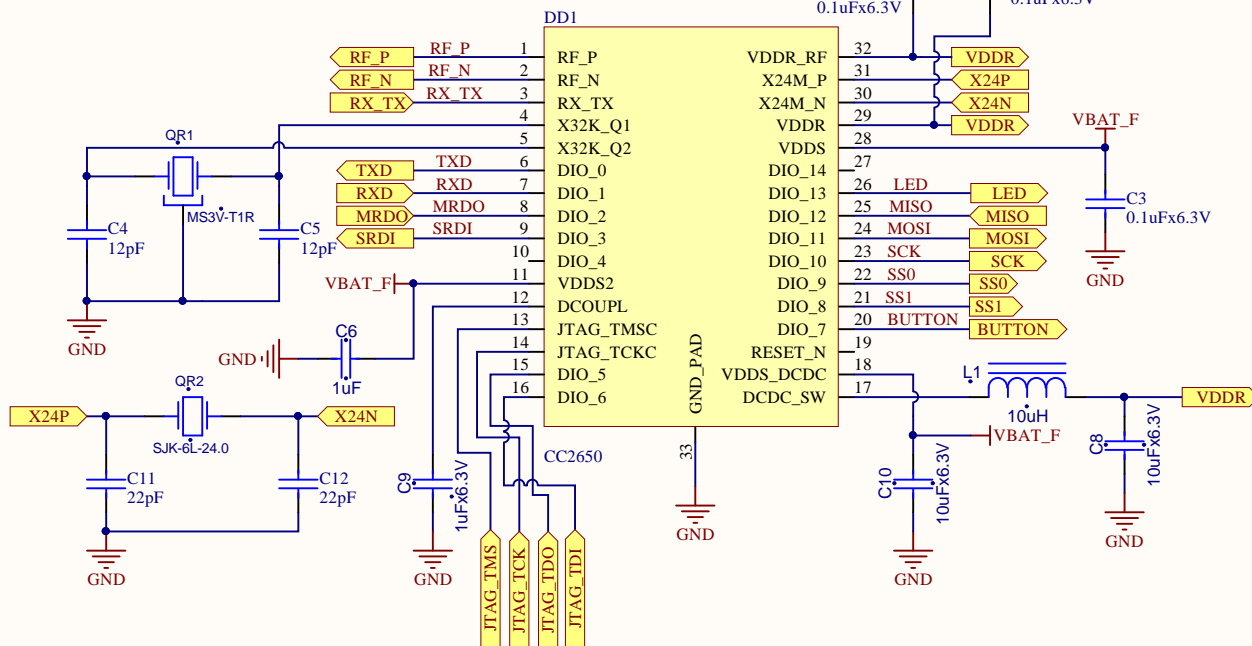 0.1uFx6.3V
0.1uFx6.3V
DD1
RF_P RF_P 1 RF_P
RF_N RF_N 2 RF_N
RX_TX RX_TX 3 RX_TX
4 X32K_Q1
5 X32K_Q2
TXD TXD 6 DIO_0
RXD RXD 7 DIO_1
MRDO MRDO 8 DIO_2
SRDI SRDI 9 DIO_3
10 DIO_4
VBAT_F 11 VDDS2
12 DCOUPL
13 JTAG_TMSC
14 JTAG_TCKC
15 DIO_5
16 DIO_6
VDDR_RF 32 VDDR
X24M_P 31 X24P
X24M_N 30 X24N
VDDR 29 VDDR
VDDS 28
DIO_14 27
DIO_13 26 LED LED
DIO_12 25 MISO MISO
DIO_11 24 MOSI MOSI
DIO_10 23 SCK SCK
DIO_9 22 SS0 SS0
DIO_8 21 SS1 SS1
DIO_7 20 BUTTON BUTTON
RESET_N 19
VDDS_DCDC 18
DCDC_SW 17
GND_PAD
33
GND
CC2650
QR1
MS3V-T1R
C4
12pF
C5
12pF
GND
GND
C6
1uF
QR2
X24P
X24N
SJK-6L-24.0
C11
22pF
C12
22pF
GND
C9
1uFx6.3V
GND
JTAG_TMS
JTAG_TCK
JTAG_TDO
JTAG_TDI
VBAT_F
C3
0.1uFx6.3V
GND
L1
10uH
VDDR
VBAT_F
C10
10uFx6.3V
GND
C8
10uFx6.3V
GND